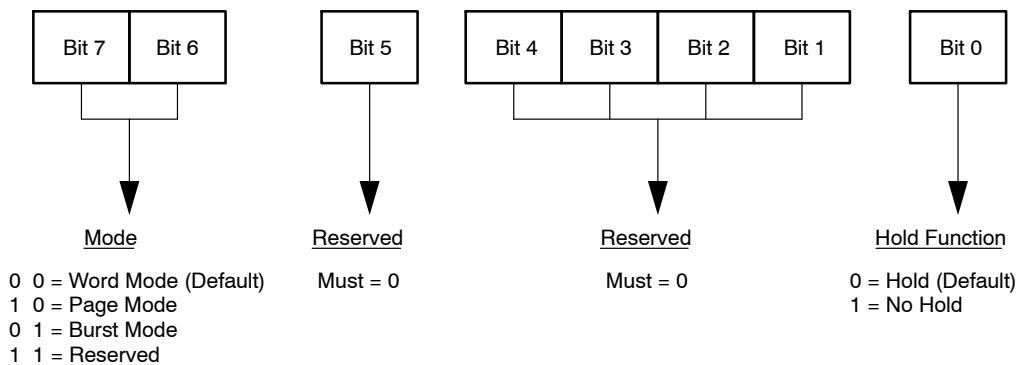 Bit 7 Bit 6 Bit 5 Bit 4 Bit 3 Bit 2 Bit 1 Bit 0
Mode Reserved Reserved Hold Function
0 0 = Word Mode (Default) Must = 0 Must = 0 0 = Hold (Default)
1 0 = Page Mode 1 = No Hold
0 1 = Burst Mode
1 1 = Reserved